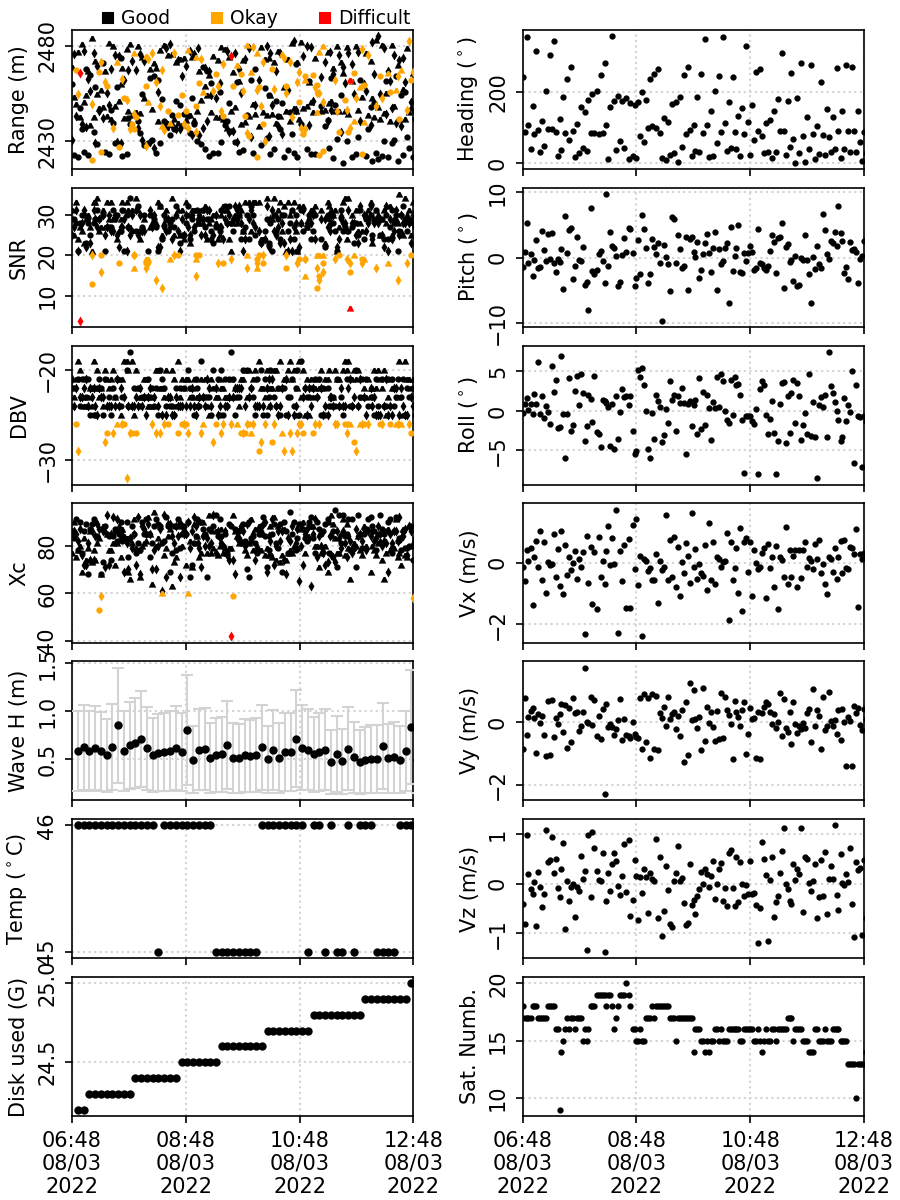 Good Okay Difficult
Range (m)
2480
2430
Heading (°)
200
0
SNR
30
20
10
Pitch (°)
10
0
−10
DBV
−20
−30
Roll (°)
5
0
−5
Xc
80
60
40
Vx (m/s)
0
−2
Wave H (m)
1.5
1.0
0.5
Vy (m/s)
0
−2
Temp (°C)
46
45
Vz (m/s)
1
0
−1
Disk used (G)
25.0
24.5
Sat. Numb.
20
15
10
06:48 08:48 10:48 12:48 06:48 08:48 10:48 12:48
08/03 08/03 08/03 08/03 08/03 08/03 08/03 08/03
2022 2022 2022 2022 2022 2022 2022 2022